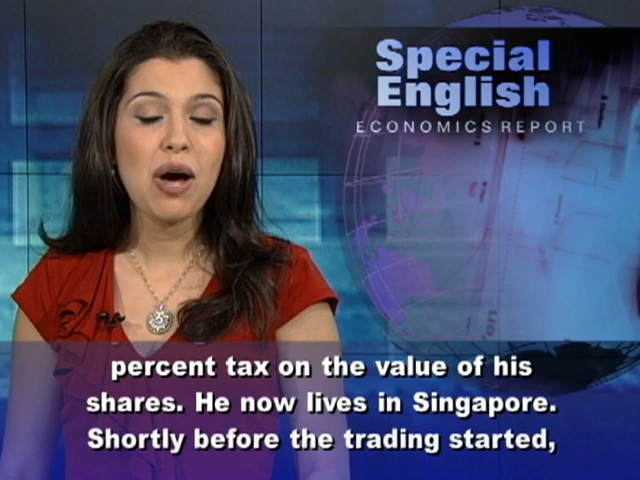 Special
English
ECONOMICS REPORT
percent tax on the value of his
shares. He now lives in Singapore.
Shortly before the trading started,